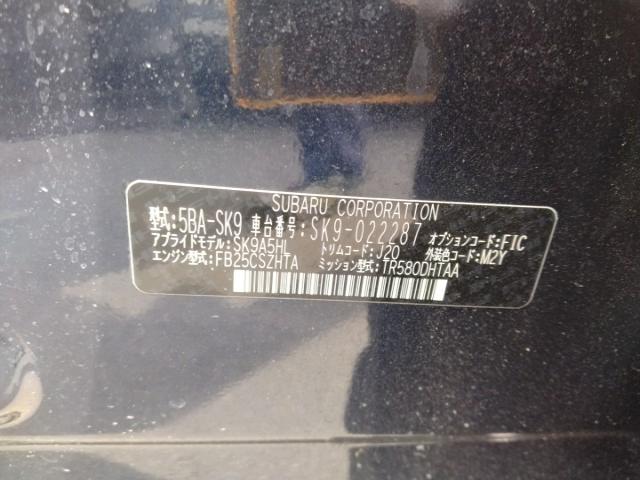 SUBARU CORPORATION
型式:5BA-SK9 車台番号:SK9-022287 オプションコード:FIC
アプライドモデル:SK9A5HL トリムコード:J20 外装色コード:M2Y
エンジン型式:FB25CSZHTA ミッション型式:TR580DHTAA